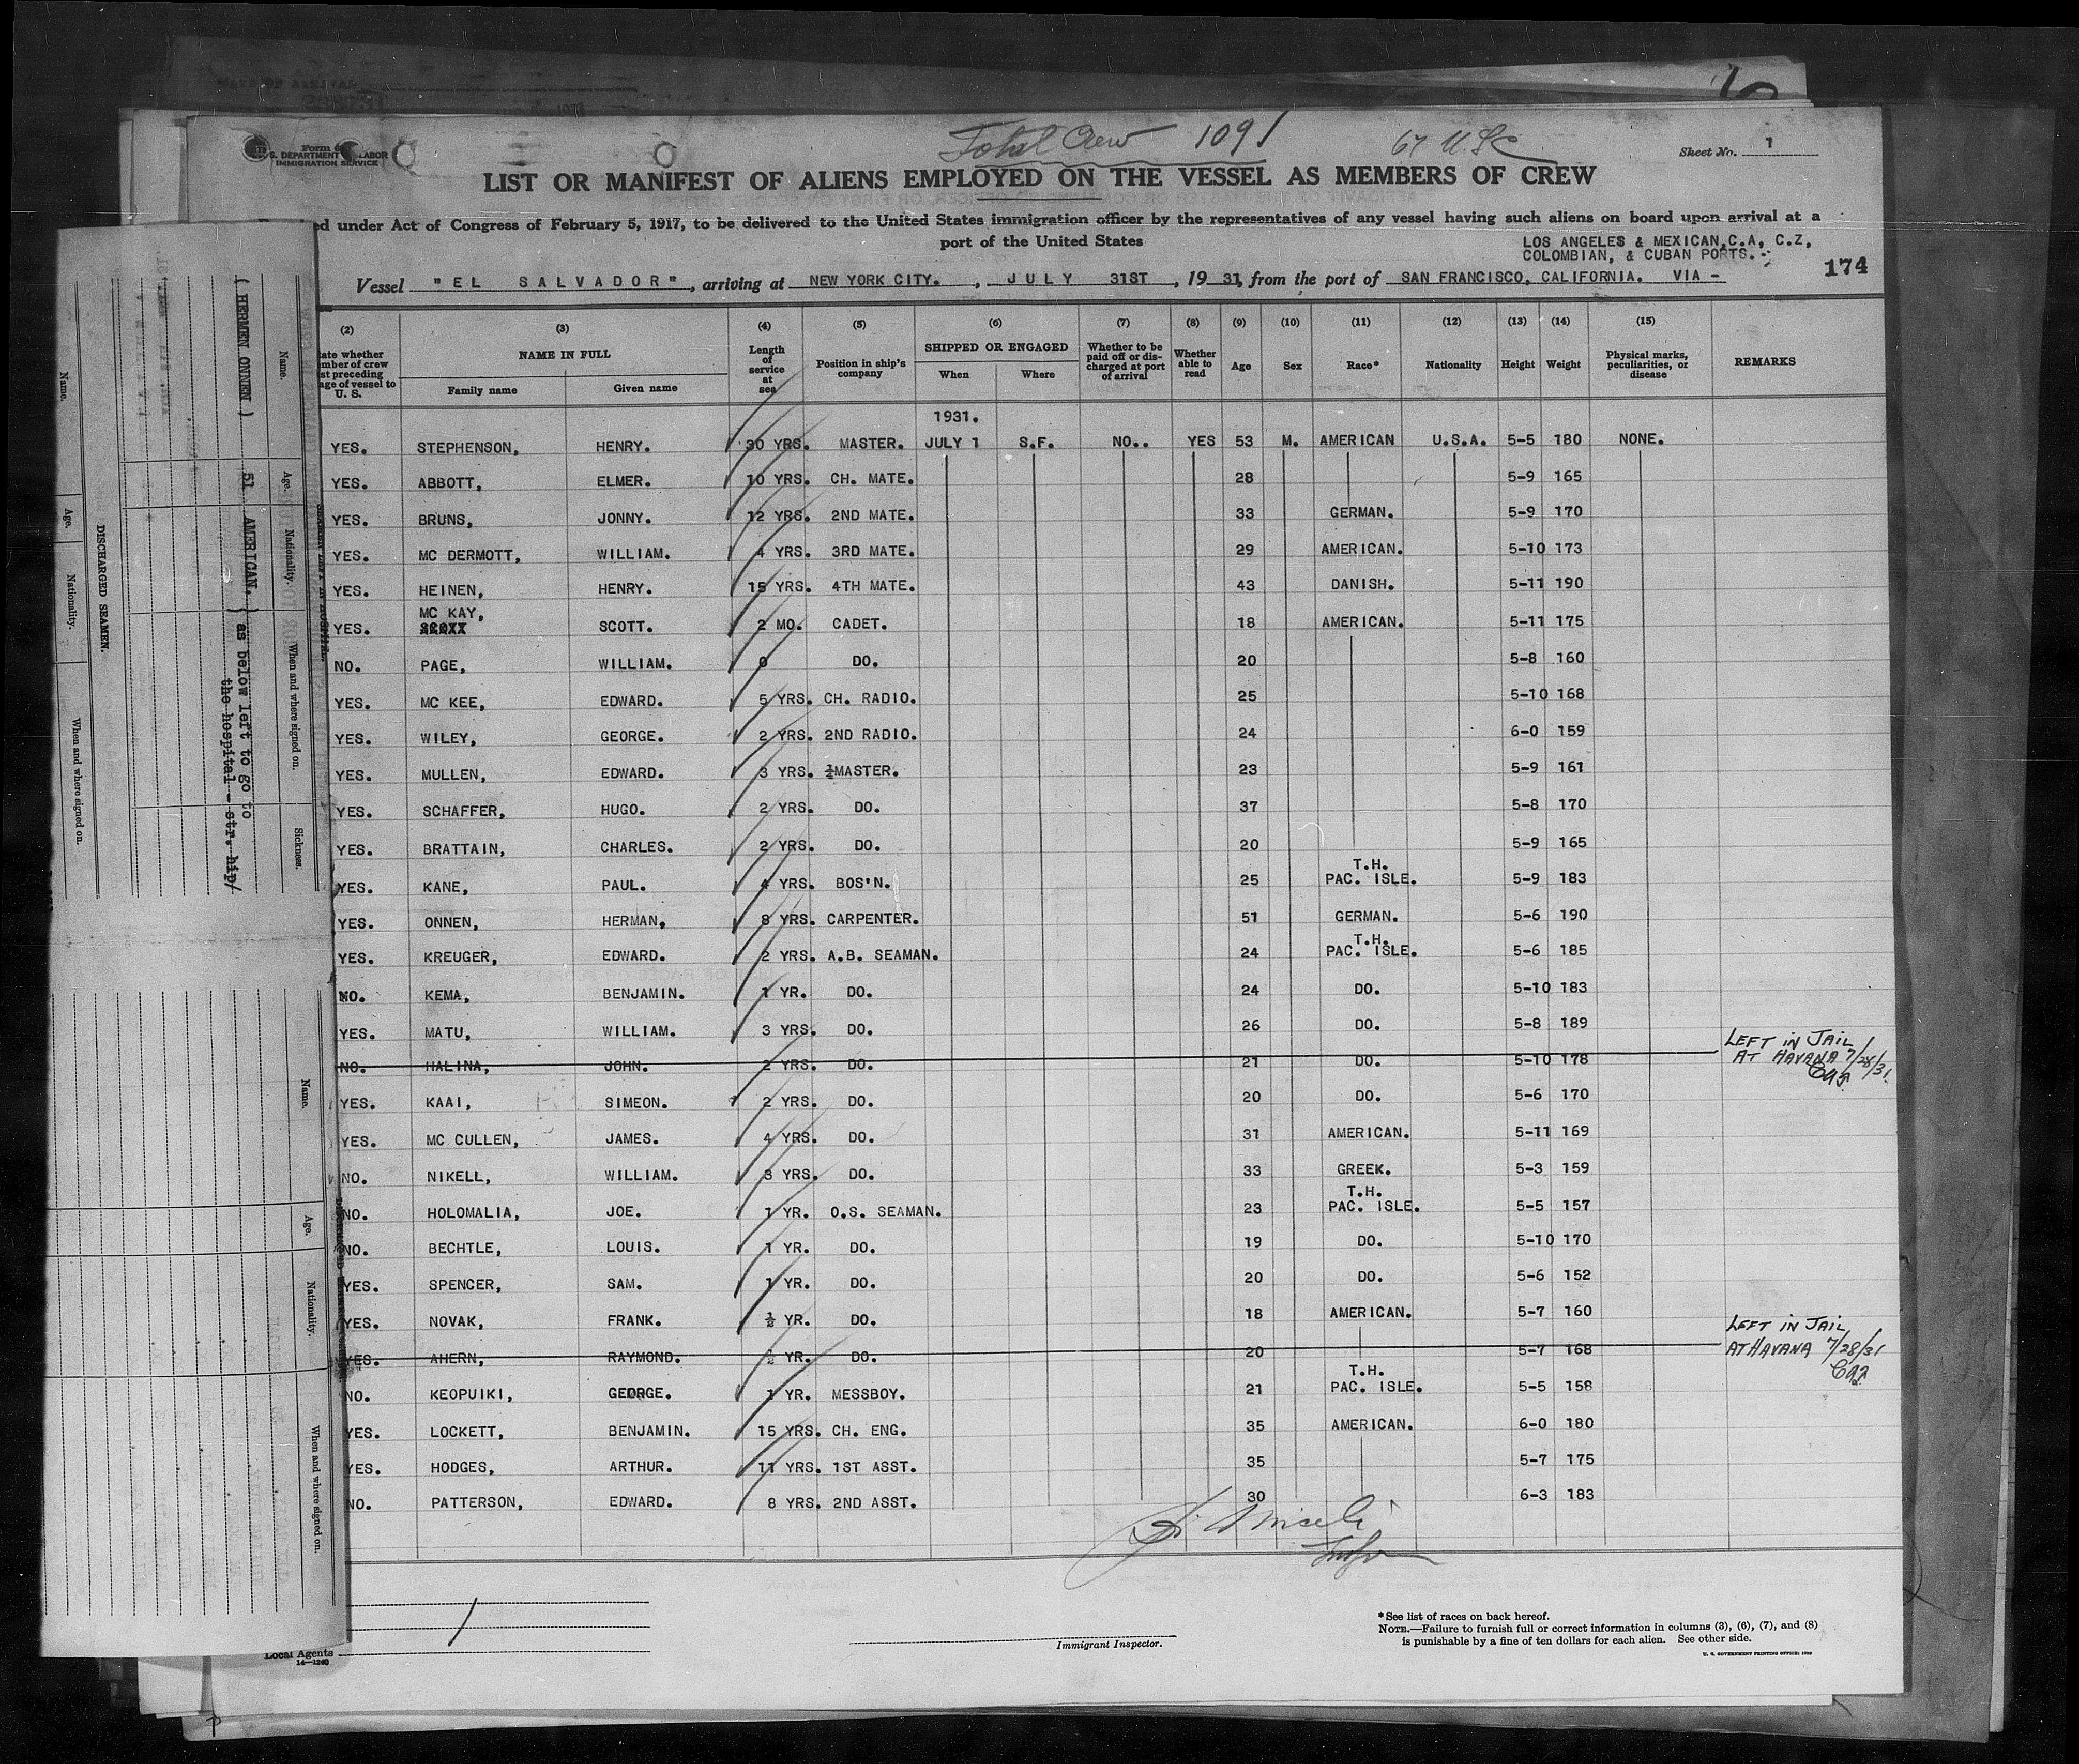 Total Crew 109
67 U.S.C
Form
U.S. DEPARTMENT LABOR
IMMIGRATION SERVICE
Sheet No. 1
LIST OR MANIFEST OF ALIENS EMPLOYED ON THE VESSEL AS MEMBERS OF CREW
ed under Act of Congress of February 5, 1917, to be delivered to the United States immigration officer by the representatives of any vessel having such aliens on board upon arrival at a
port of the United States
LOS ANGELES & MEXICAN,C.A, C.Z,
COLOMBIAN, & CUBAN PORTS.
174
Vessel "EL SALVADOR", arriving at NEW YORK CITY. , JULY 31ST , 19 31, from the port of SAN FRANCISCO, CALIFORNIA. VIA -
(2) (3) (4) (5) (6) (7) (8) (9) (10) (11) (12) (13) (14) (15)
ate whether
mber of crew
st preceding
age of vessel to
U. S.
NAME IN FULL
Family name Given name
Length
of
service
at
sea
Position in ship's
company
SHIPPED OR ENGAGED
When Where
Whether to be
paid off or dis-
charged at port
of arrival
Whether
able to
read
Age Sex Race* Nationality Height Weight
Physical marks,
peculiarities, or
disease
REMARKS
1931.
YES. STEPHENSON, HENRY. 30 YRS. MASTER. JULY 1 S.F. NO.. YES 53 M. AMERICAN U.S.A. 5-5 180 NONE.
YES. ABBOTT, ELMER. 10 YRS. CH. MATE. 28 5-9 165
YES. BRUNS, JONNY. 12 YRS. 2ND MATE. 33 GERMAN. 5-9 170
YES. MC DERMOTT, WILLIAM. 4 YRS. 3RD MATE. 29 AMERICAN. 5-10 173
YES. HEINEN, HENRY. 15 YRS. 4TH MATE. 43 DANISH. 5-11 190
MC KAY,
YES. SCOTT. 2 MO. CADET. 18 AMERICAN. 5-11 175
NO. PAGE, WILLIAM. 0 DO. 20 5-8 160
YES. MC KEE, EDWARD. 5 YRS. CH. RADIO. 25 5-10 168
YES. WILEY, GEORGE. 2 YRS. 2ND RADIO. 24 6-0 159
YES. MULLEN, EDWARD. 3 YRS. ¼MASTER. 23 5-9 161
YES. SCHAFFER, HUGO. 2 YRS. DO. 37 5-8 170
YES. BRATTAIN, CHARLES. 2 YRS. DO. 20 5-9 165
T.H.
YES. KANE, PAUL. 4 YRS. BOS'N. 25 PAC. ISLE. 5-9 183
YES. ONNEN, HERMAN, 8 YRS. CARPENTER. 51 GERMAN. 5-6 190
T.H.
YES. KREUGER, EDWARD. 2 YRS. A.B. SEAMAN. 24 PAC. ISLE. 5-6 185
NO. KEMA, BENJAMIN. 1 YR. DO. 24 DO. 5-10 183
YES. MATU, WILLIAM. 3 YRS. DO. 26 DO. 5-8 189
NO. HALINA, JOHN. 2 YRS. DO. 21 DO. 5-10 178 LEFT IN JAIL
AT HAVANA 7/28/31
YES. KAAI, SIMEON. 2 YRS. DO. 20 DO. 5-6 170
YES. MC CULLEN, JAMES. 4 YRS. DO. 31 AMERICAN. 5-11 169
NO. NIKELL, WILLIAM. 3 YRS. DO. 33 GREEK. 5-3 159
T.H.
NO. HOLOMALIA, JOE. 1 YR. O.S. SEAMAN. 23 PAC. ISLE. 5-5 157
NO. BECHTLE, LOUIS. 1 YR. DO. 19 DO. 5-10 170
YES. SPENCER, SAM. 1 YR. DO. 20 DO. 5-6 152
YES. NOVAK, FRANK. ½ YR. DO. 18 AMERICAN. 5-7 160
YES. AHERN, RAYMOND. ½ YR. DO. 20 5-7 168 LEFT IN JAIL
AT HAVANA 7/28/31
T.H.
NO. KEOPUIKI, GEORGE. 1 YR. MESSBOY. 21 PAC. ISLE. 5-5 158
YES. LOCKETT, BENJAMIN. 15 YRS. CH. ENG. 35 AMERICAN. 6-0 180
YES. HODGES, ARTHUR. 11 YRS. 1ST ASST. 35 5-7 175
NO. PATTERSON, EDWARD. 8 YRS. 2ND ASST. 30 6-3 183
Local Agents
14—1240
Immigrant Inspector.
*See list of races on back hereof.
NOTE.—Failure to furnish full or correct information in columns (3), (6), (7), and (8)
is punishable by a fine of ten dollars for each alien. See other side.
U. S. GOVERNMENT PRINTING OFFICE: 1930
Name. Age. Nationality. When and where signed on. Sickness.
( HERMEN ONNEN ) 51 AMERICAN. ) as below left to go to
the hospital - str. hip/
DISCHARGED SEAMEN.
Name. Age. Nationality. When and where signed on.
Name. Age. Nationality. When and where signed on.